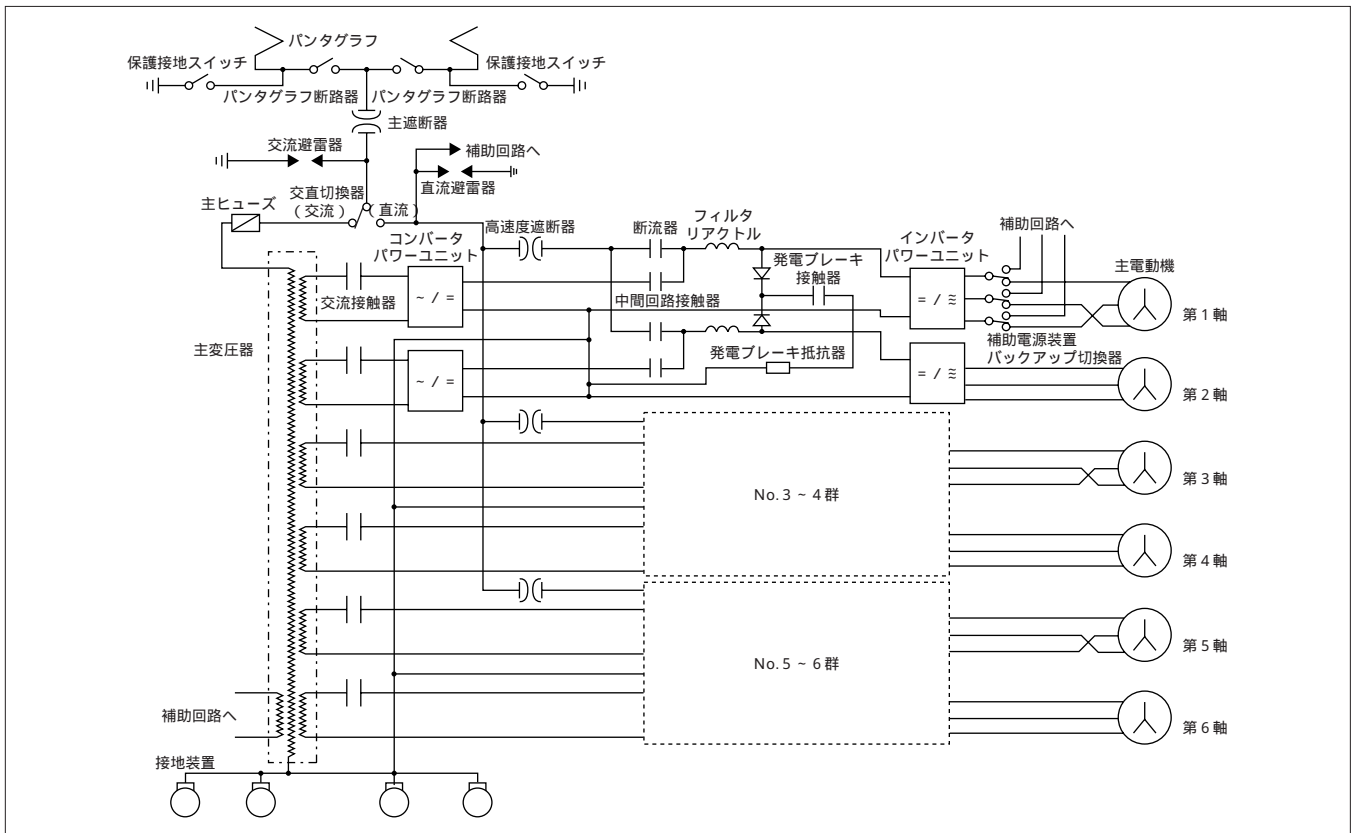 パンタグラフ
保護接地スイッチ
保護接地スイッチ
パンタグラフ断路器
パンタグラフ断路器
主遮断器
交流避雷器
補助回路へ
直流避雷器
主ヒューズ
交直切換器
（交流）
（直流）
高速度遮断器
断流器
フィルタ
リアクトル
補助回路へ
コンバータ
パワーユニット
インバータ
パワーユニット
発電ブレーキ
接触器
主電動機
~ / =
= / ≈
交流接触器
中間回路接触器
第1軸
主変圧器
補助電源装置
バックアップ切換器
発電ブレーキ抵抗器
~ / =
= / ≈
第2軸
No.3 ~ 4群
第3軸
第4軸
No.5 ~ 6群
第5軸
補助回路へ
第6軸
接地装置